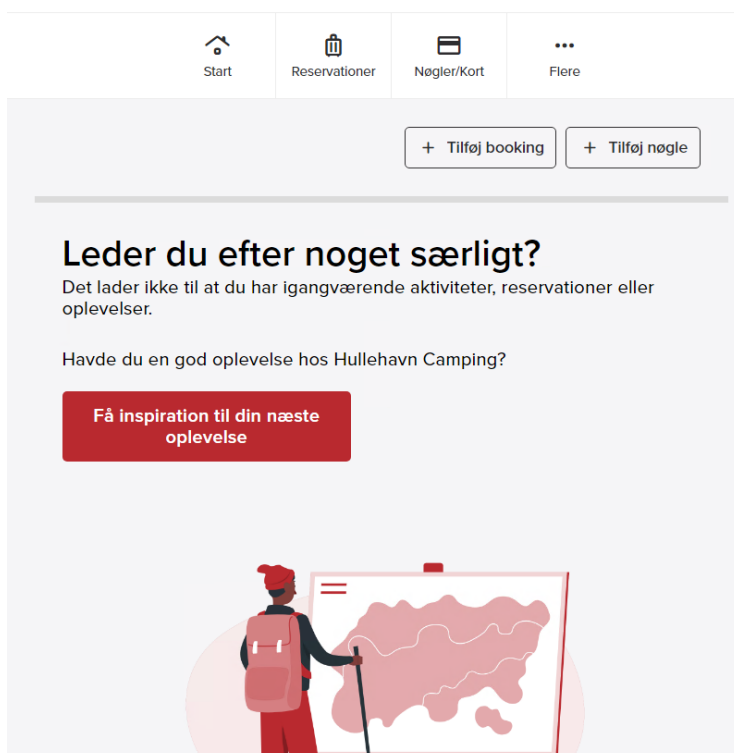 Start
Reservationer
Nøgler/Kort
Flere
+ Tilføj booking
+ Tilføj nøgle
Leder du efter noget særligt?
Det lader ikke til at du har igangværende aktiviteter, reservationer eller
oplevelser.
Havde du en god oplevelse hos Hullehavn Camping?
Få inspiration til din næste
oplevelse